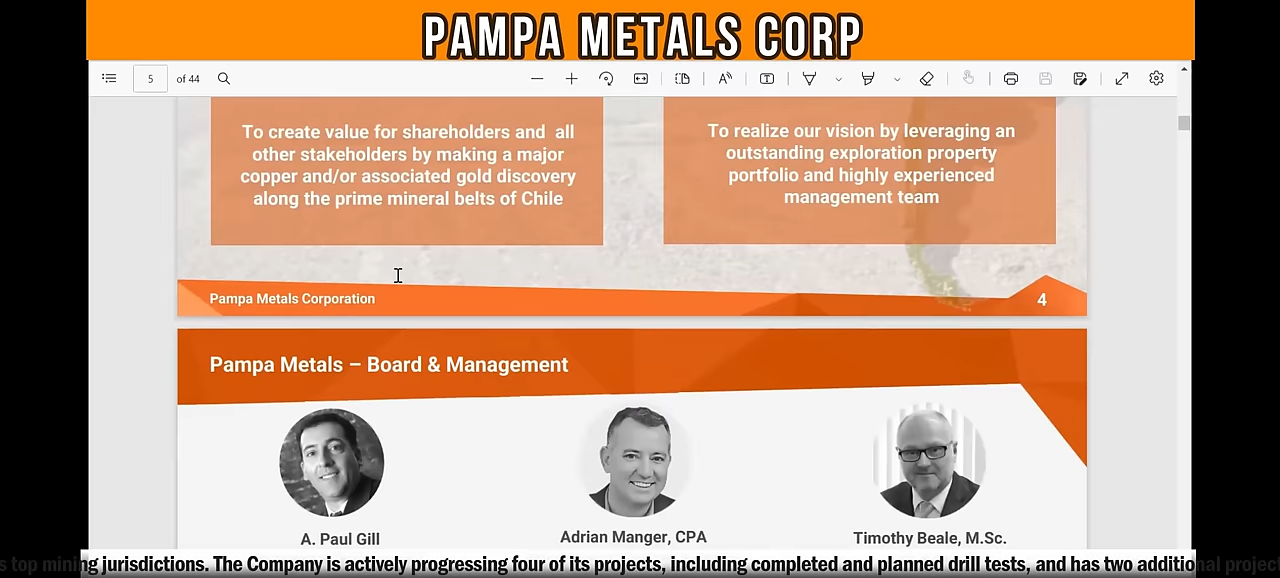 PAMPA METALS CORP
5 of 44
To create value for shareholders and all
other stakeholders by making a major
copper and/or associated gold discovery
along the prime mineral belts of Chile
To realize our vision by leveraging an
outstanding exploration property
portfolio and highly experienced
management team
Pampa Metals Corporation
4
Pampa Metals – Board & Management
A. Paul Gill
Adrian Manger, CPA
Timothy Beale, M.Sc.
s top mining jurisdictions. The Company is actively progressing four of its projects, including completed and planned drill tests, and has two additional project